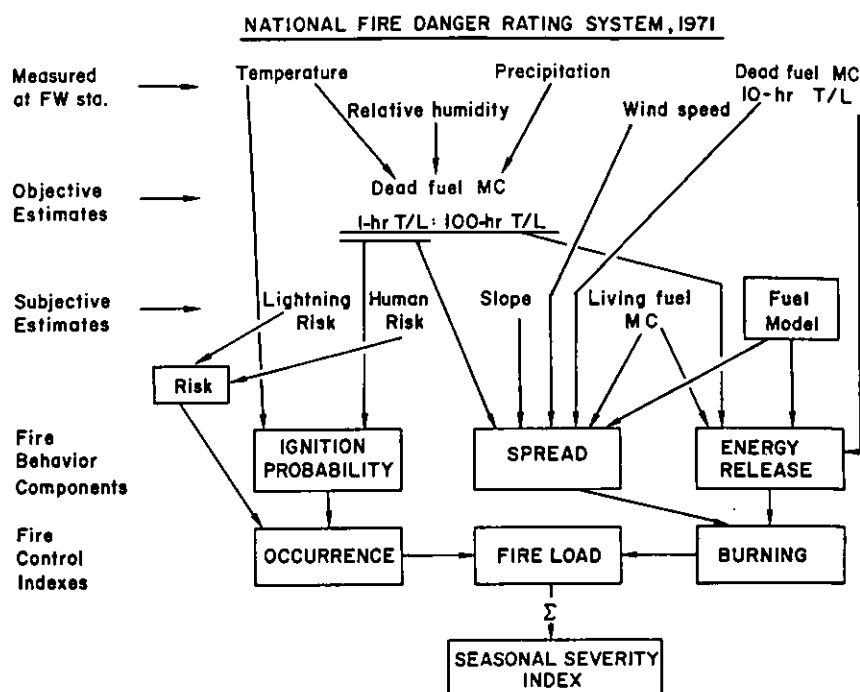 NATIONAL FIRE DANGER RATING SYSTEM, 1971
Measured
at FW sta.
Temperature
Precipitation
Dead fuel MC
10-hr T/L
Relative humidity
Wind speed
Objective
Estimates
Dead fuel MC
1-hr T/L: 100-hr T/L
Subjective
Estimates
Lightning
Risk
Human
Risk
Slope
Living fuel
MC
Fuel
Model
Risk
Fire
Behavior
Components
IGNITION
PROBABILITY
SPREAD
ENERGY
RELEASE
Fire
Control
Indexes
OCCURRENCE
FIRE LOAD
BURNING
Σ
SEASONAL SEVERITY
INDEX